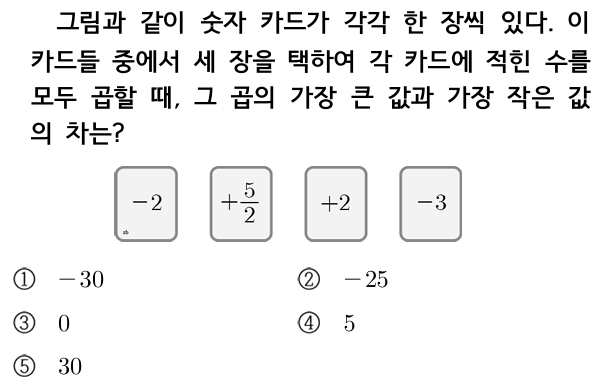 그림과 같이 숫자 카드가 각각 한 장씩 있다. 이
카드들 중에서 세 장을 택하여 각 카드에 적힌 수를
모두 곱할 때, 그 곱의 가장 큰 값과 가장 작은 값
의 차는?
−2 +5/2 +2 −3
① −30 ② −25
③ 0 ④ 5
⑤ 30